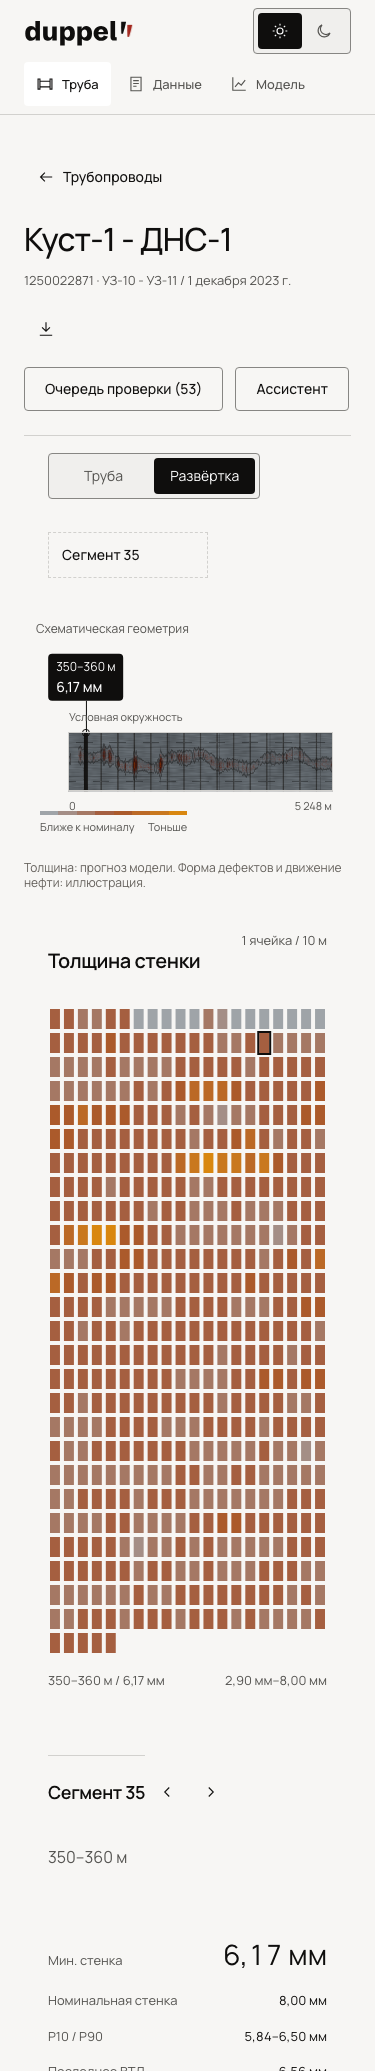 duppel
Труба
Данные
Модель
Трубопроводы
Куст-1 - ДНС-1
1250022871 · УЗ-10 - УЗ-11 / 1 декабря 2023 г.
Очередь проверки (53)
Ассистент
Труба
Развёртка
Сегмент 35
Схематическая геометрия
350–360 м
6,17 мм
Условная окружность
0
5 248 м
Ближе к номиналу
Тоньше
Толщина: прогноз модели. Форма дефектов и движение
нефти: иллюстрация.
1 ячейка / 10 м
Толщина стенки
350–360 м / 6,17 мм
2,90 мм–8,00 мм
Сегмент 35
350–360 м
Мин. стенка
6,17 мм
Номинальная стенка
8,00 мм
P10 / P90
5,84–6,50 мм